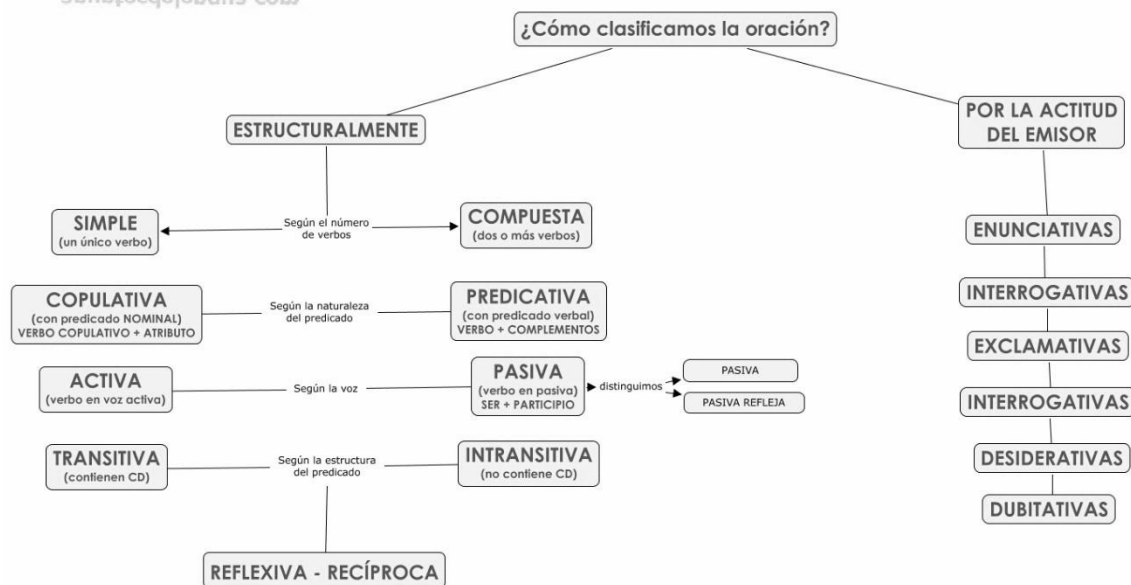 ¿Cómo clasificamos la oración?
ESTRUCTURALMENTE
POR LA ACTITUD
DEL EMISOR
SIMPLE
(un único verbo)
Según el número
de verbos
COMPUESTA
(dos o más verbos)
ENUNCIATIVAS
COPULATIVA
(con predicado NOMINAL)
VERBO COPULATIVO + ATRIBUTO
Según la naturaleza
del predicado
PREDICATIVA
(con predicado verbal)
VERBO + COMPLEMENTOS
INTERROGATIVAS
EXCLAMATIVAS
ACTIVA
(verbo en voz activa)
Según la voz
PASIVA
(verbo en pasiva)
SER + PARTICIPIO
distinguimos
PASIVA
PASIVA REFLEJA
INTERROGATIVAS
TRANSITIVA
(contienen CD)
Según la estructura
del predicado
INTRANSITIVA
(no contiene CD)
DESIDERATIVAS
DUBITATIVAS
REFLEXIVA - RECÍPROCA